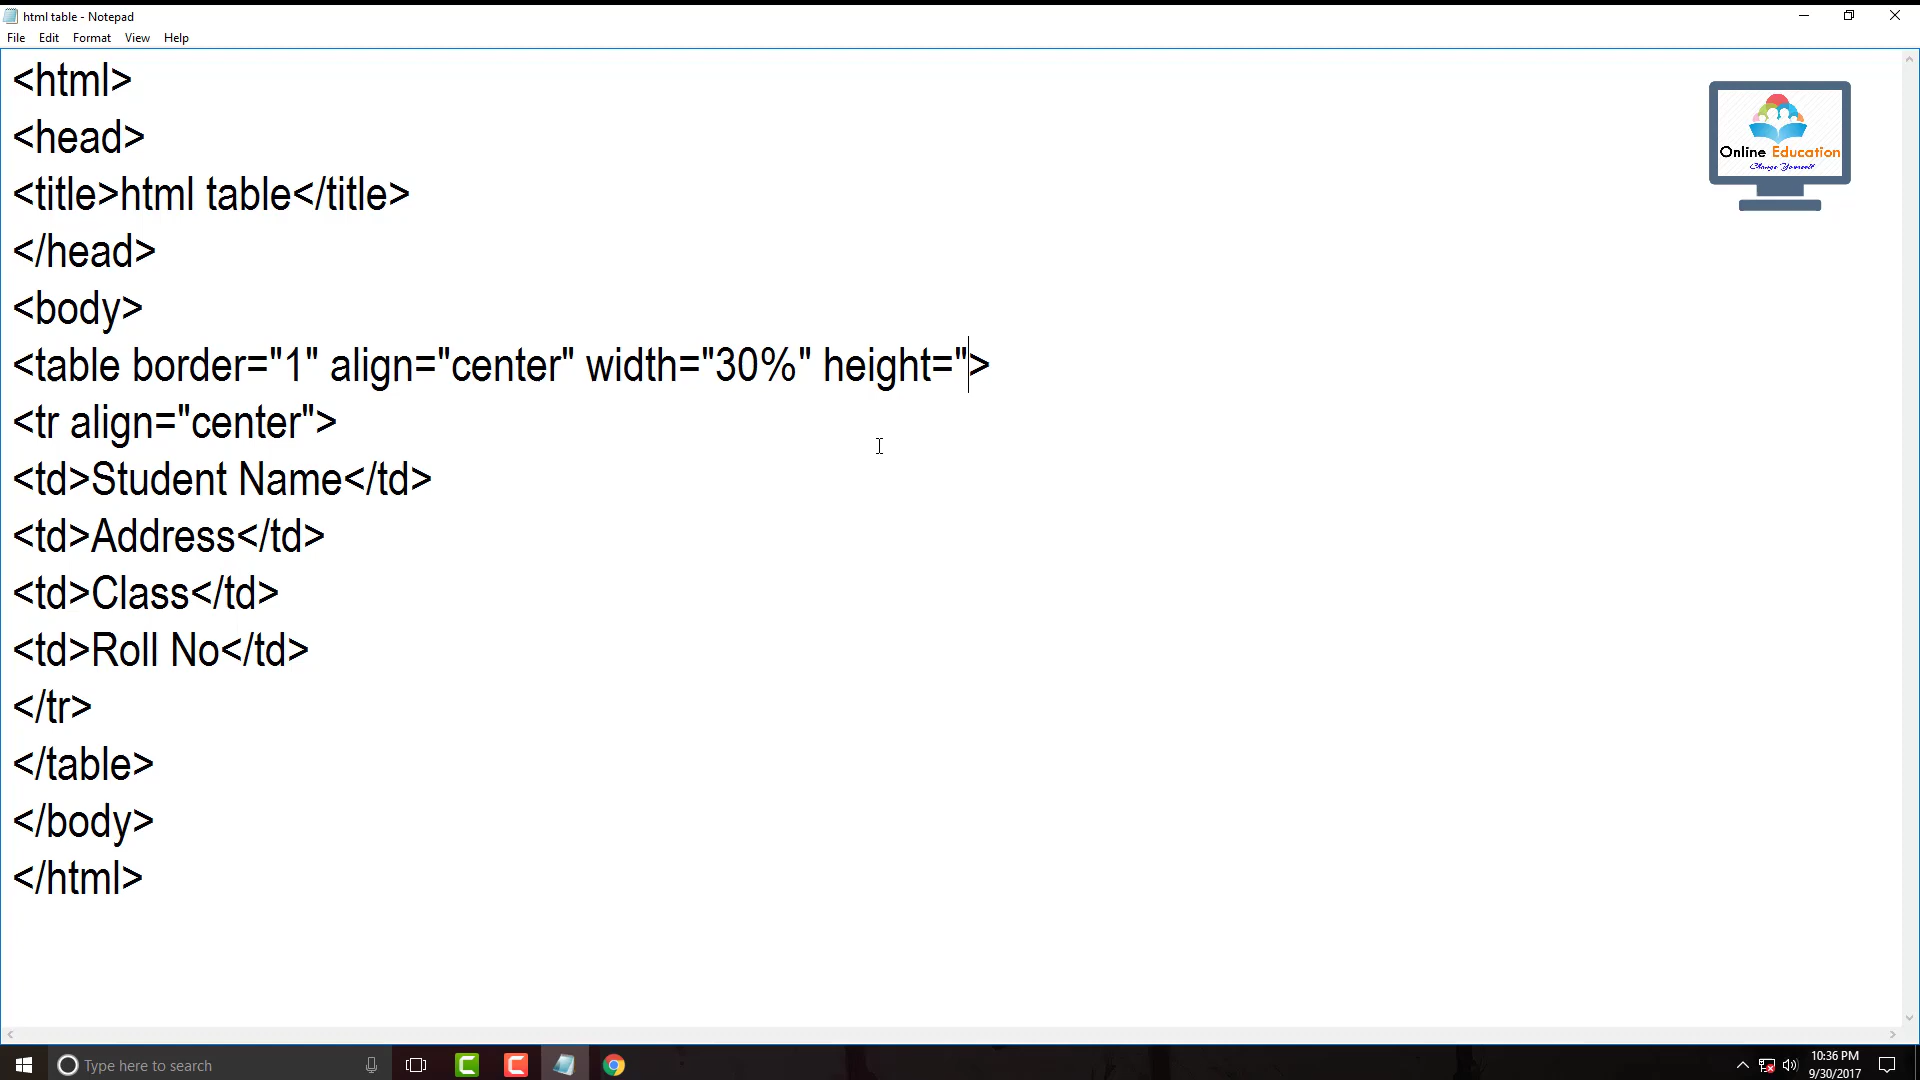 html table - Notepad
File Edit Format View Help
<html>
<head>
<title>html table</title>
</head>
<body>
<table border="1" align="center" width="30%" height=">
<tr align="center">
<td>Student Name</td>
<td>Address</td>
<td>Class</td>
<td>Roll No</td>
</tr>
</table>
</body>
</html>
Online Education
Change Yourself
Type here to search
10:36 PM
9/30/2017